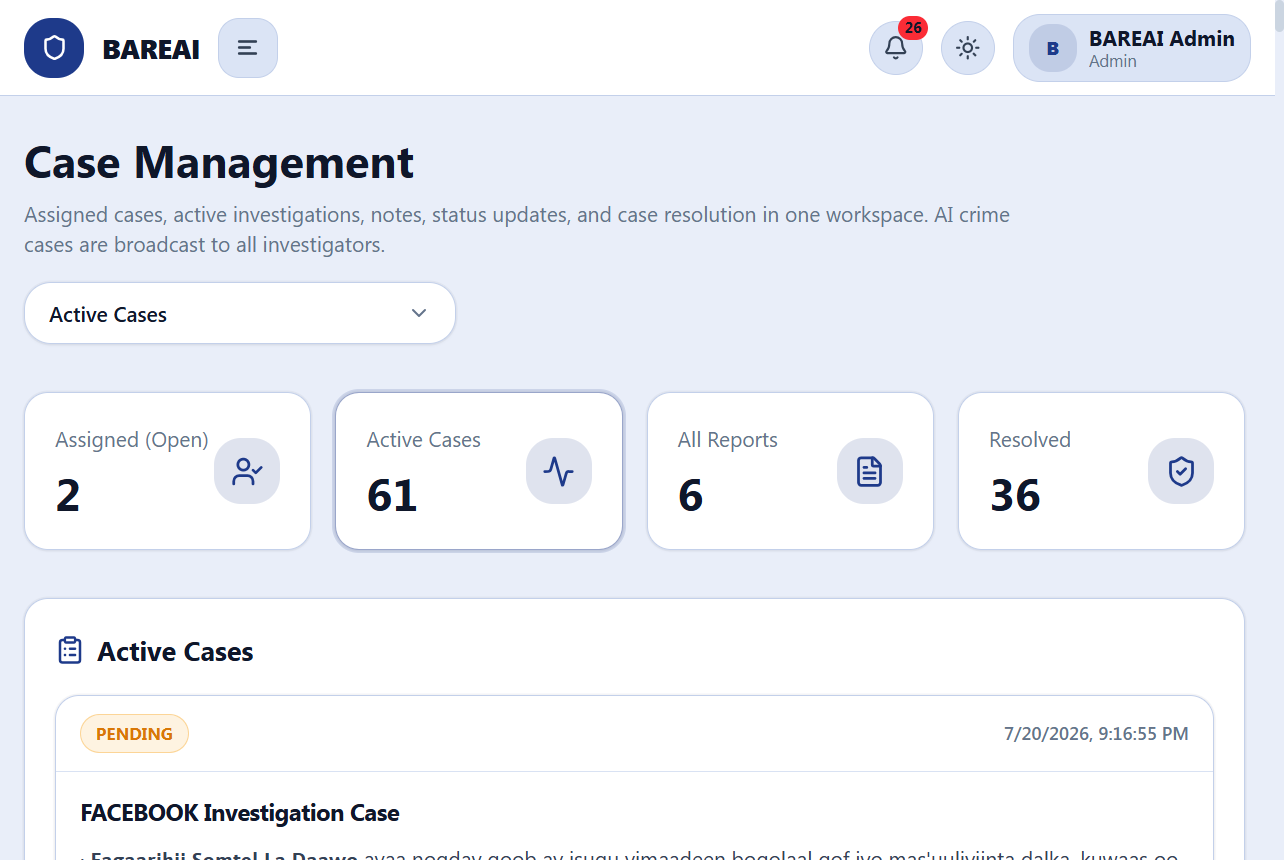 BAREAI
26
B
BAREAI Admin
Admin
Case Management
Assigned cases, active investigations, notes, status updates, and case resolution in one workspace. AI crime
cases are broadcast to all investigators.
Active Cases
Assigned (Open)
2
Active Cases
61
All Reports
6
Resolved
36
Active Cases
PENDING
7/20/2026, 9:16:55 PM
FACEBOOK Investigation Case